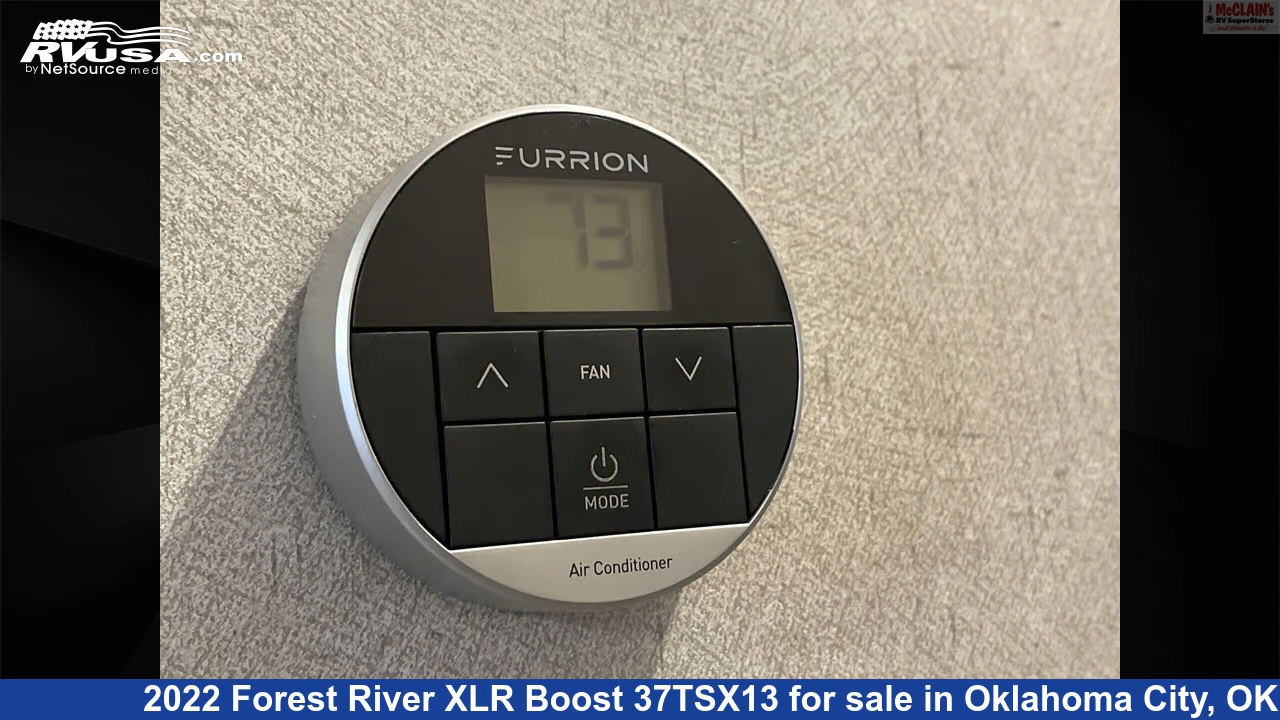 RVUSA.com
by NetSource media
McCLAIN's
RV SuperStores
FURRION
73
FAN
MODE
Air Conditioner
2022 Forest River XLR Boost 37TSX13 for sale in Oklahoma City, OK